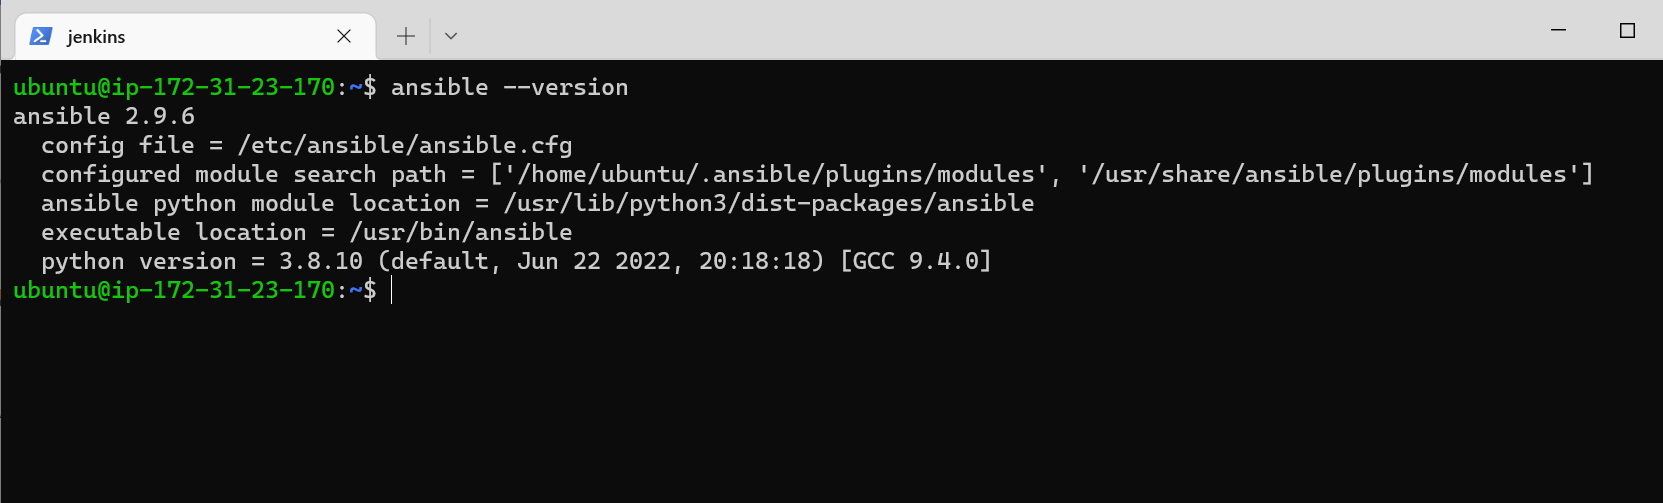 jenkins
ubuntu@ip-172-31-23-170:~$ ansible --version
ansible 2.9.6
  config file = /etc/ansible/ansible.cfg
  configured module search path = ['/home/ubuntu/.ansible/plugins/modules', '/usr/share/ansible/plugins/modules']
  ansible python module location = /usr/lib/python3/dist-packages/ansible
  executable location = /usr/bin/ansible
  python version = 3.8.10 (default, Jun 22 2022, 20:18:18) [GCC 9.4.0]
ubuntu@ip-172-31-23-170:~$